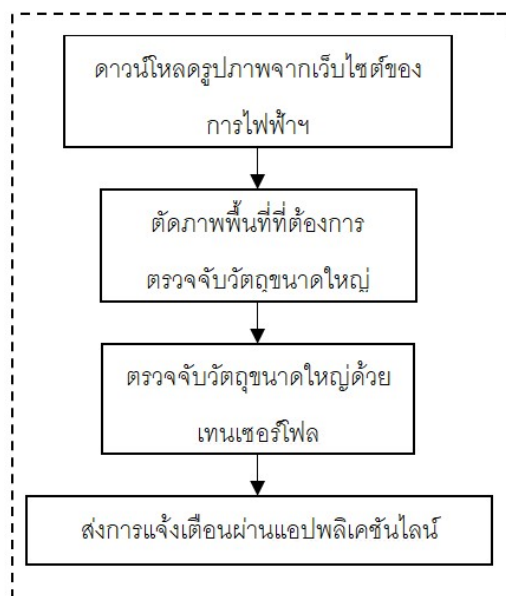 ดาวน์โหลดรูปภาพจากเว็บไซต์ของ
การไฟฟ้าฯ
ตัดภาพพื้นที่ที่ต้องการ
ตรวจจับวัตถุขนาดใหญ่
ตรวจจับวัตถุขนาดใหญ่ด้วย
เทนเซอร์โฟล
ส่งการแจ้งเตือนผ่านแอปพลิเคชันไลน์